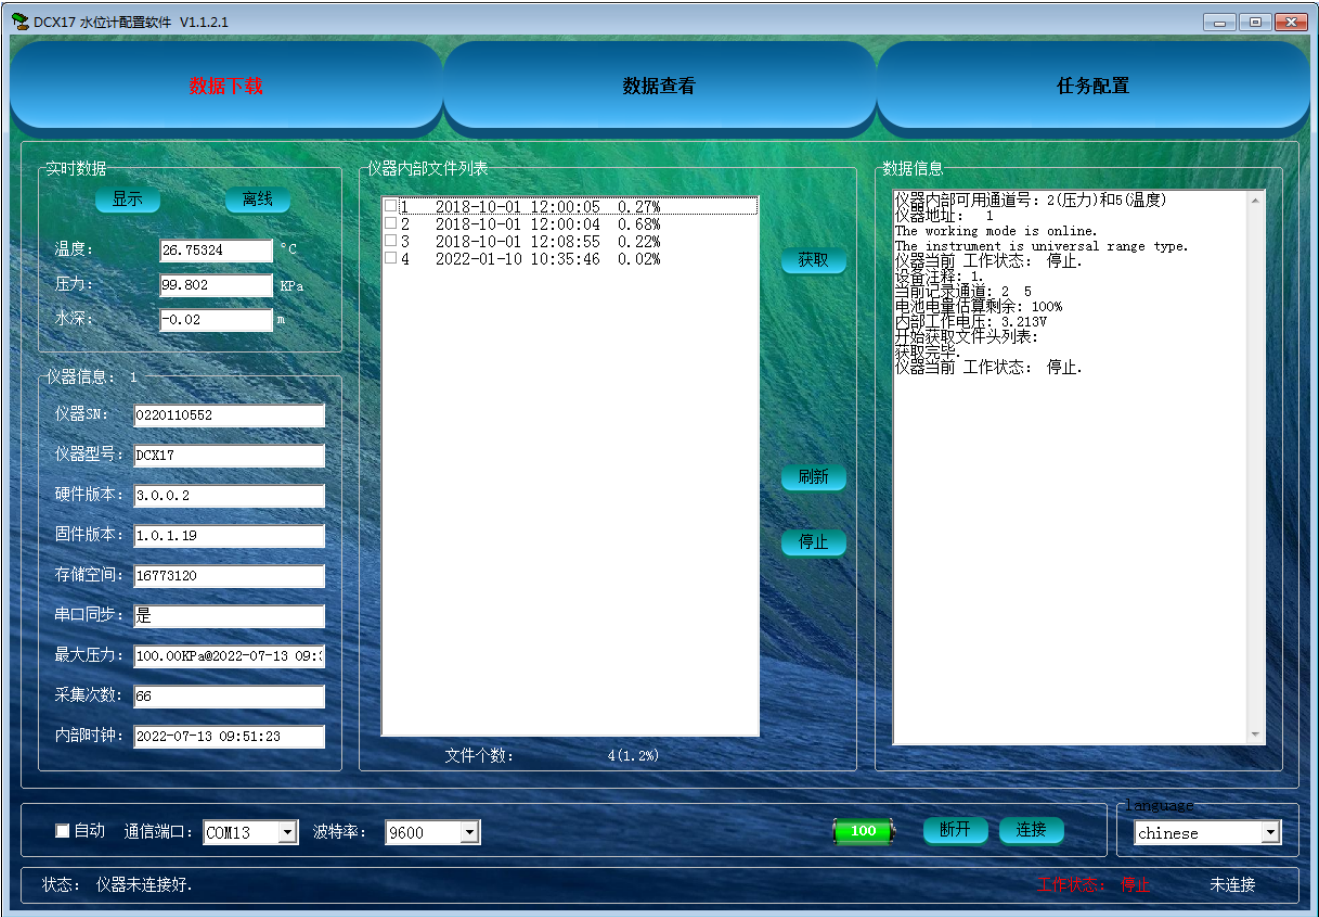 DCX17 水位计配置软件 V1.1.2.1
数据下载
数据查看
任务配置
实时数据
显示
离线
温度: 26.75324 °C
压力: 99.802 KPa
水深: -0.02 m
仪器信息: 1
仪器SN: 0220110552
仪器型号: DCX17
硬件版本: 3.0.0.2
固件版本: 1.0.1.19
存储空间: 16773120
串口同步: 是
最大压力: 100.00KPa@2022-07-13 09:
采集次数: 66
内部时钟: 2022-07-13 09:51:23
仪器内部文件列表
1 2018-10-01 12:00:05 0.27%
2 2018-10-01 12:00:04 0.68%
3 2018-10-01 12:08:55 0.22%
4 2022-01-10 10:35:46 0.02%
获取
刷新
停止
文件个数: 4(1.2%)
数据信息
仪器内部可用通道号: 2(压力)和5(温度)
仪器地址: 1
The working mode is online.
The instrument is universal range type.
仪器当前 工作状态: 停止.
设备注释: 1.
当前记录通道: 2 5
电池电量估算剩余: 100%
内部工作电压: 3.213V
开始获取文件头列表:
获取完毕.
仪器当前 工作状态: 停止.
自动 通信端口: COM13 波特率: 9600
100
断开
连接
language
chinese
状态: 仪器未连接好.
工作状态: 停止
未连接